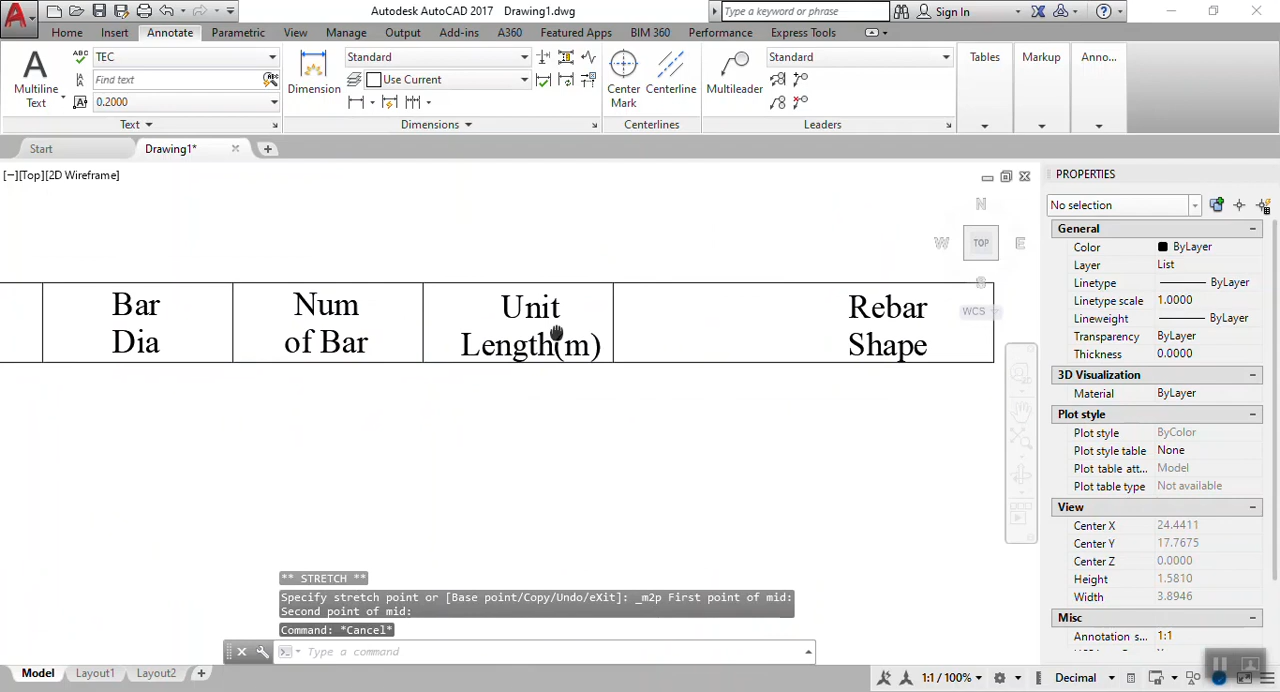 Autodesk AutoCAD 2017 Drawing1.dwg
Type a keyword or phrase
Sign In
Home Insert Annotate Parametric View Manage Output Add-ins A360 Featured Apps BIM 360 Performance Express Tools
A
Multiline
Text
ABC
TEC
Find text
0.2000
Dimension
Standard
Use Current
Center
Mark
Centerline
Multileader
Standard
Tables
Markup
Anno...
Text
Dimensions
Centerlines
Leaders
Start
Drawing1*
[−][Top][2D Wireframe]
N
W
TOP
E
S
WCS
Bar
Dia
Num
of Bar
Unit
Length(m)
Rebar
Shape
PROPERTIES
No selection
General
Color ByLayer
Layer List
Linetype ByLayer
Linetype scale 1.0000
Lineweight ByLayer
Transparency ByLayer
Thickness 0.0000
3D Visualization
Material ByLayer
Plot style
Plot style ByColor
Plot style table None
Plot table att... Model
Plot table type Not available
View
Center X 24.4411
Center Y 17.7675
Center Z 0.0000
Height 1.5810
Width 3.8946
Misc
Annotation s... 1:1
** STRETCH **
Specify stretch point or [Base point/Copy/Undo/eXit]: _m2p First point of mid:
Second point of mid:
Command: *Cancel*
Type a command
Model Layout1 Layout2
1:1 / 100%
Decimal